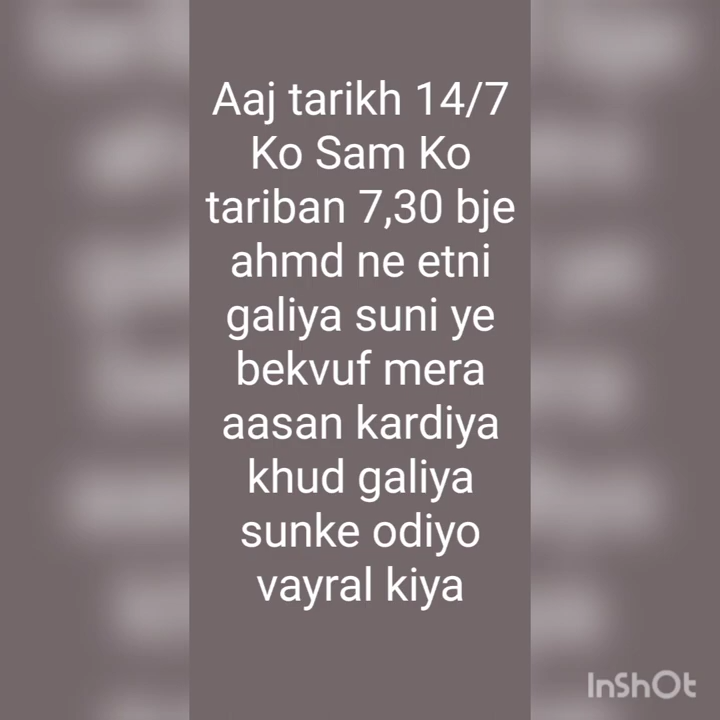 Aaj tarikh 14/7
Ko Sam Ko
tariban 7,30 bje
ahmd ne etni
galiya suni ye
bekvuf mera
aasan kardiya
khud galiya
sunke odiyo
vayral kiya
InShOt